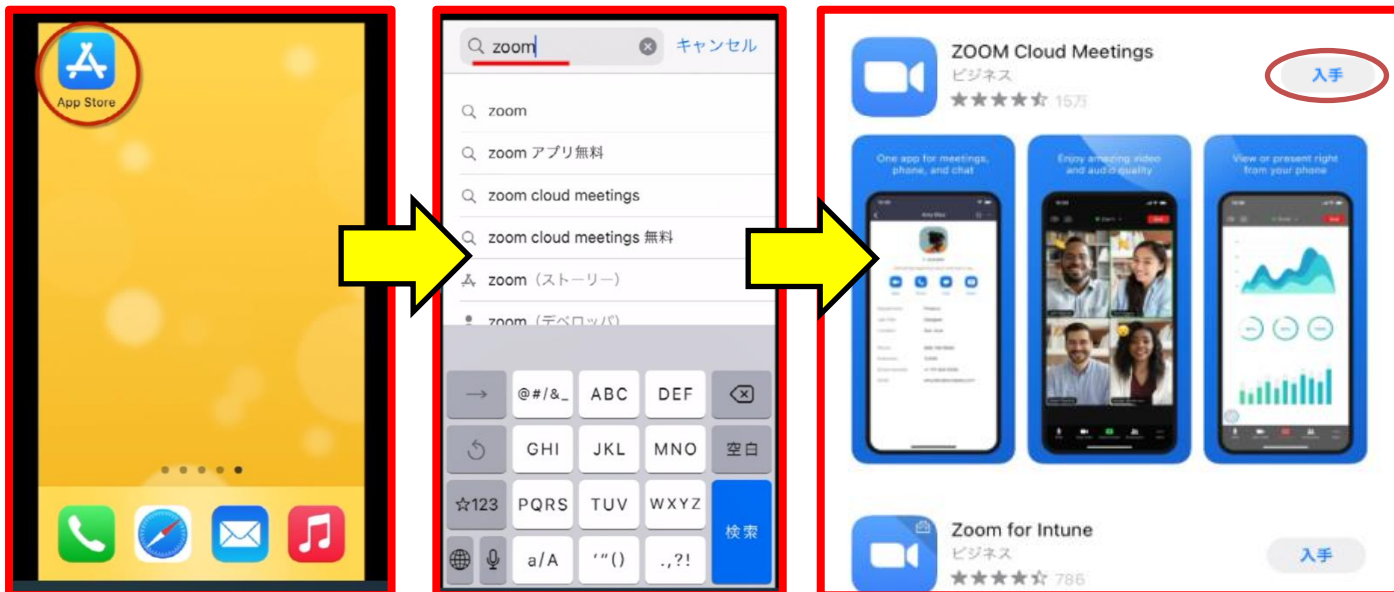 App Store
zoom
キャンセル
zoom
zoom アプリ無料
zoom cloud meetings
zoom cloud meetings 無料
zoom（ストーリー）
zoom（デベロッパ）
→ @#/&_ ABC DEF
GHI JKL MNO 空白
☆123 PQRS TUV WXYZ
検索
a/A ' " () .,?!
ZOOM Cloud Meetings
ビジネス
入手
★★★★☆ 15万
One app for meetings,
phone, and chat
Enjoy amazing video
and audio quality
View or present right
from your phone
Zoom for Intune
ビジネス
入手
★★★★☆ 786